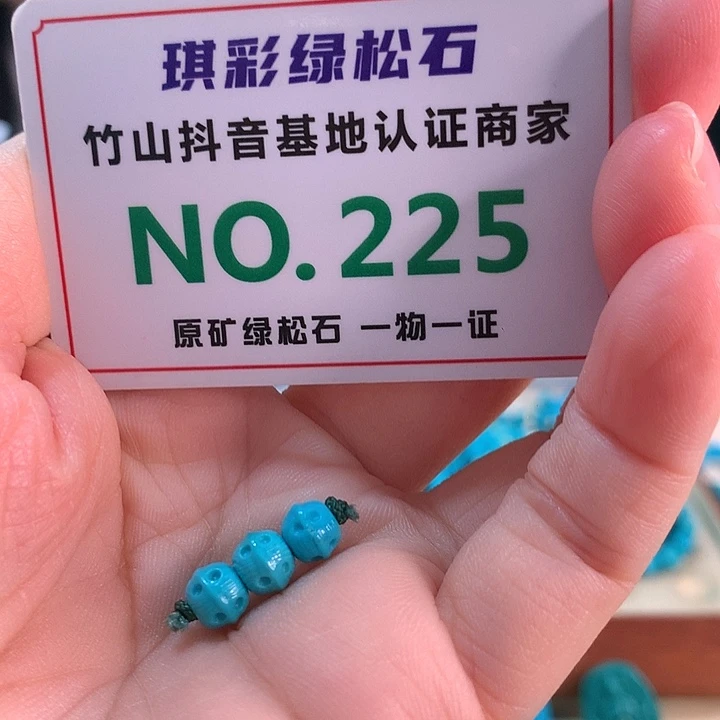 琪彩绿松石
竹山抖音基地认证商家
NO.225
原矿绿松石 一物一证